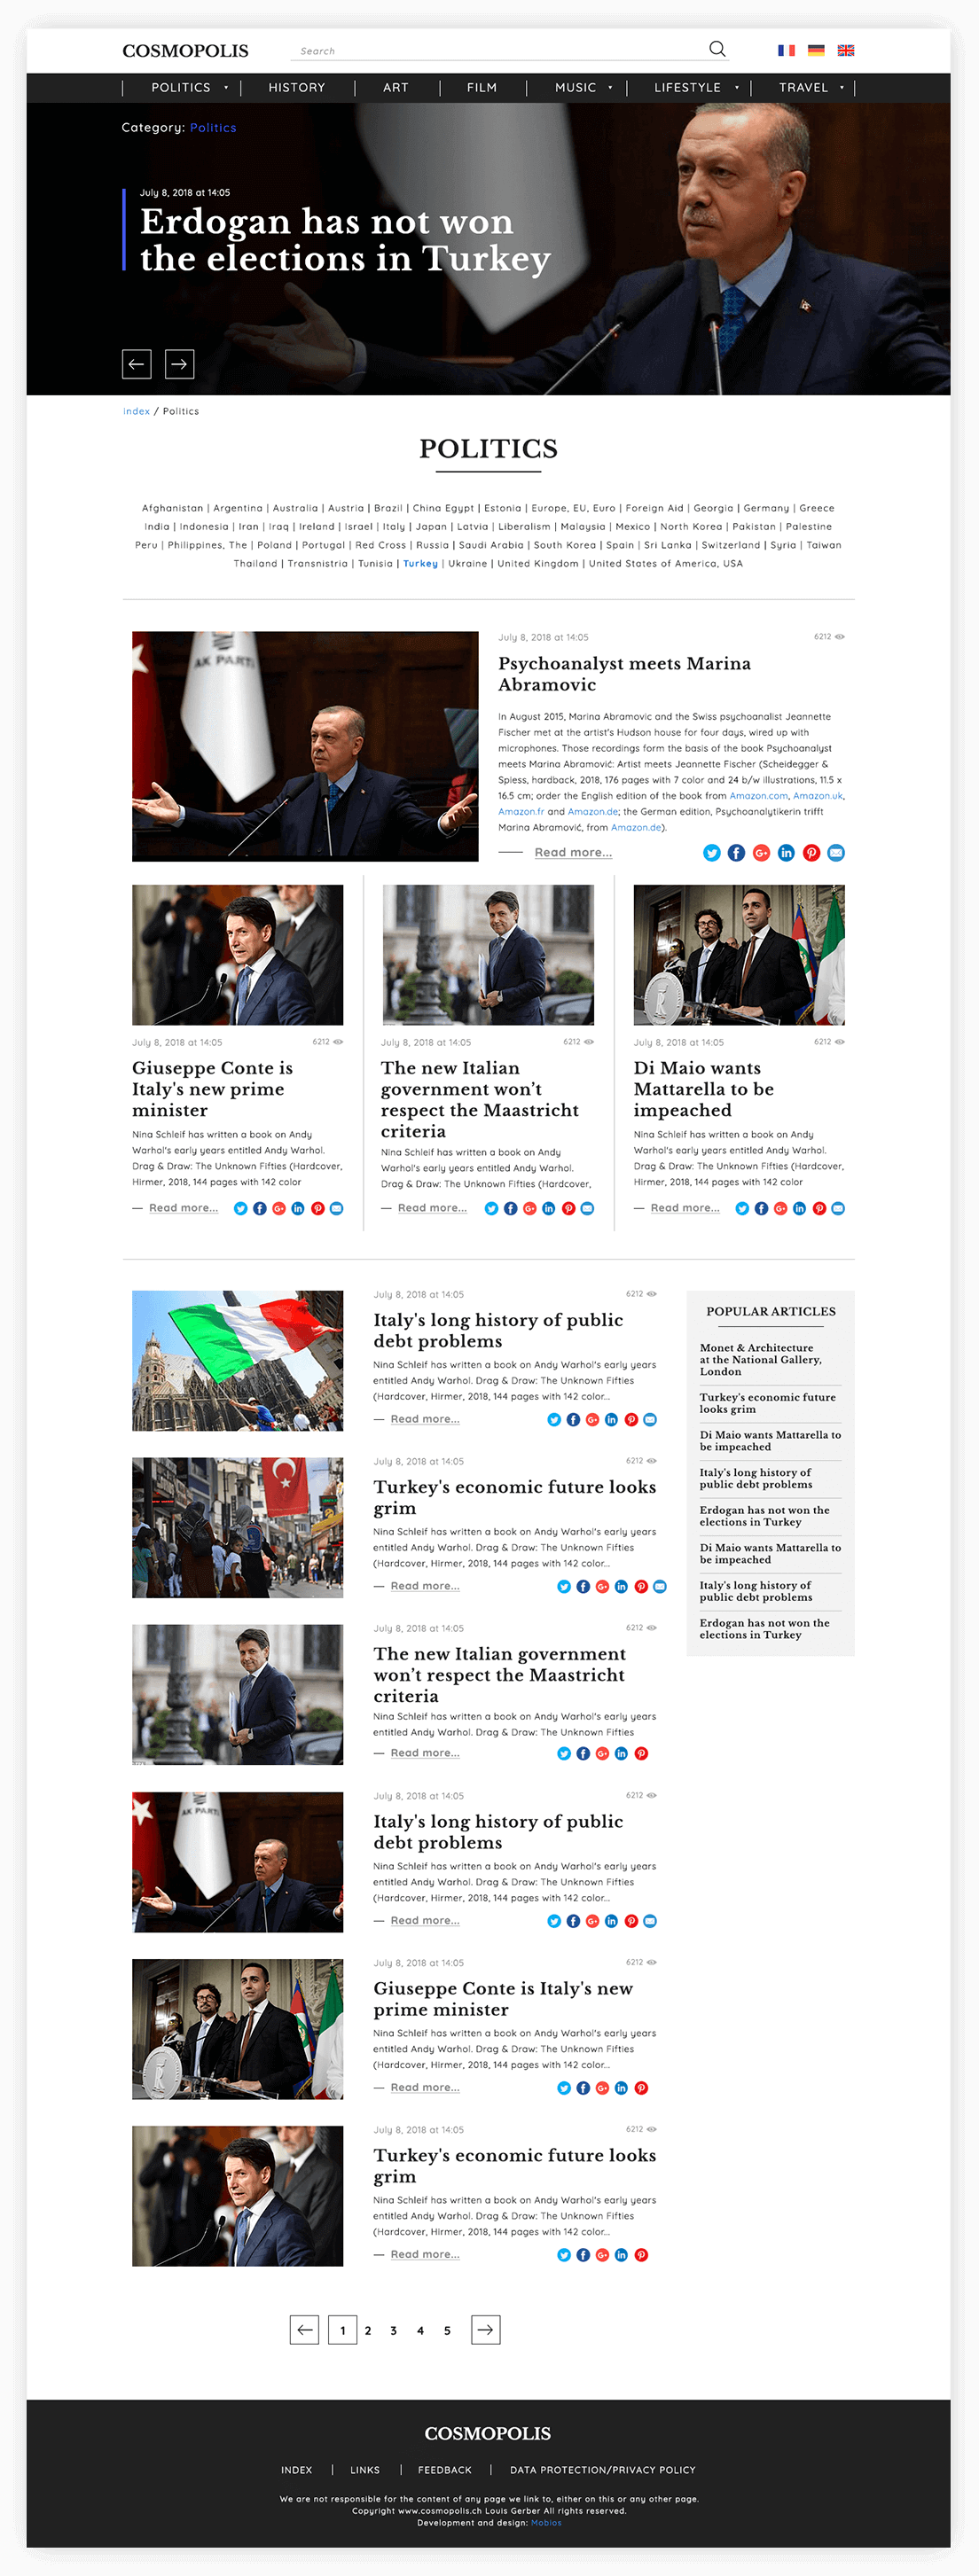 COSMOPOLIS
Search
POLITICS
HISTORY
ART
FILM
MUSIC
LIFESTYLE
TRAVEL
Category: Politics
July 8, 2018 at 14:05
Erdogan has not won
the elections in Turkey
index / Politics
POLITICS
Afghanistan | Argentina | Australia | Austria | Brazil | China Egypt | Estonia | Europe, EU, Euro | Foreign Aid | Georgia | Germany | Greece
India | Indonesia | Iran | Iraq | Ireland | Israel | Italy | Japan | Latvia | Liberalism | Malaysia | Mexico | North Korea | Pakistan | Palestine
Peru | Philippines, The | Poland | Portugal | Red Cross | Russia | Saudi Arabia | South Korea | Spain | Sri Lanka | Switzerland | Syria | Taiwan
Thailand | Transnistria | Tunisia | Turkey | Ukraine | United Kingdom | United States of America, USA
AK PARTİ
July 8, 2018 at 14:05
6212
Psychoanalyst meets Marina
Abramovic
In August 2015, Marina Abramovic and the Swiss psychoanalist Jeannette
Fischer met at the artist's Hudson house for four days, wired up with
microphones. Those recordings form the basis of the book Psychoanalyst
meets Marina Abramović: Artist meets Jeannette Fischer (Scheidegger &
Spiess, hardback, 2018, 176 pages with 7 color and 24 b/w illustrations, 11.5 x
16.5 cm; order the English edition of the book from Amazon.com, Amazon.uk,
Amazon.fr and Amazon.de; the German edition, Psychoanalytikerin trifft
Marina Abramović, from Amazon.de).
Read more...
July 8, 2018 at 14:05
6212
Giuseppe Conte is
Italy's new prime
minister
Nina Schleif has written a book on Andy
Warhol's early years entitled Andy Warhol.
Drag & Draw: The Unknown Fifties (Hardcover,
Hirmer, 2018, 144 pages with 142 color
Read more...
July 8, 2018 at 14:05
6212
The new Italian
government won't
respect the Maastricht
criteria
Nina Schleif has written a book on Andy
Warhol's early years entitled Andy Warhol.
Drag & Draw: The Unknown Fifties (Hardcover,
Read more...
July 8, 2018 at 14:05
6212
Di Maio wants
Mattarella to be
impeached
Nina Schleif has written a book on Andy
Warhol's early years entitled Andy Warhol.
Drag & Draw: The Unknown Fifties (Hardcover,
Hirmer, 2018, 144 pages with 142 color
Read more...
July 8, 2018 at 14:05
6212
Italy's long history of public
debt problems
Nina Schleif has written a book on Andy Warhol's early years
entitled Andy Warhol. Drag & Draw: The Unknown Fifties
(Hardcover, Hirmer, 2018, 144 pages with 142 color...
Read more...
July 8, 2018 at 14:05
6212
Turkey's economic future looks
grim
Nina Schleif has written a book on Andy Warhol's early years
entitled Andy Warhol. Drag & Draw: The Unknown Fifties
(Hardcover, Hirmer, 2018, 144 pages with 142 color...
Read more...
July 8, 2018 at 14:05
6212
The new Italian government
won't respect the Maastricht
criteria
Nina Schleif has written a book on Andy Warhol's early years
entitled Andy Warhol. Drag & Draw: The Unknown Fifties
Read more...
AK PARTİ
July 8, 2018 at 14:05
6212
Italy's long history of public
debt problems
Nina Schleif has written a book on Andy Warhol's early years
entitled Andy Warhol. Drag & Draw: The Unknown Fifties
(Hardcover, Hirmer, 2018, 144 pages with 142 color...
Read more...
July 8, 2018 at 14:05
6212
Giuseppe Conte is Italy's new
prime minister
Nina Schleif has written a book on Andy Warhol's early years
entitled Andy Warhol. Drag & Draw: The Unknown Fifties
(Hardcover, Hirmer, 2018, 144 pages with 142 color...
Read more...
July 8, 2018 at 14:05
6212
Turkey's economic future looks
grim
Nina Schleif has written a book on Andy Warhol's early years
entitled Andy Warhol. Drag & Draw: The Unknown Fifties
(Hardcover, Hirmer, 2018, 144 pages with 142 color...
Read more...
POPULAR ARTICLES
Monet & Architecture
at the National Gallery,
London
Turkey's economic future
looks grim
Di Maio wants Mattarella to
be impeached
Italy's long history of
public debt problems
Erdogan has not won the
elections in Turkey
Di Maio wants Mattarella to
be impeached
Italy's long history of
public debt problems
Erdogan has not won the
elections in Turkey
1 2 3 4 5
COSMOPOLIS
INDEX | LINKS | FEEDBACK | DATA PROTECTION/PRIVACY POLICY
We are not responsible for the content of any page we link to, either on this or any other page.
Copyright www.cosmopolis.ch Louis Gerber All rights reserved.
Development and design: Mobios